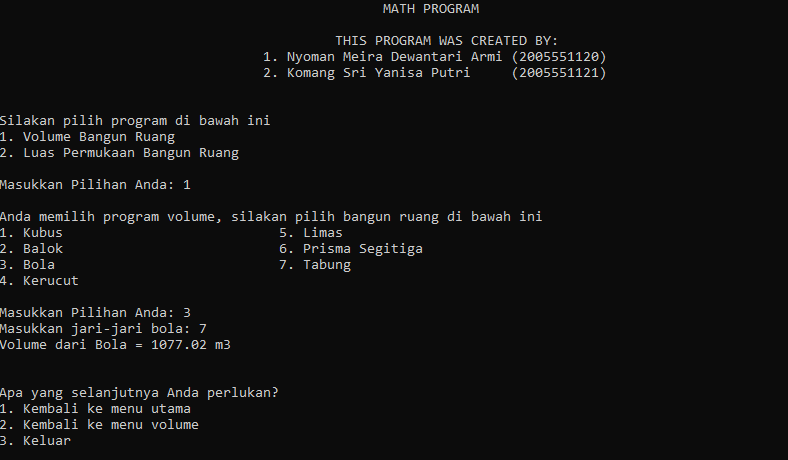 MATH PROGRAM
THIS PROGRAM WAS CREATED BY:
1. Nyoman Meira Dewantari Armi (2005551120)
2. Komang Sri Yanisa Putri     (2005551121)
Silakan pilih program di bawah ini
1. Volume Bangun Ruang
2. Luas Permukaan Bangun Ruang
Masukkan Pilihan Anda: 1
Anda memilih program volume, silakan pilih bangun ruang di bawah ini
1. Kubus                           5. Limas
2. Balok                           6. Prisma Segitiga
3. Bola                            7. Tabung
4. Kerucut
Masukkan Pilihan Anda: 3
Masukkan jari-jari bola: 7
Volume dari Bola = 1077.02 m3
Apa yang selanjutnya Anda perlukan?
1. Kembali ke menu utama
2. Kembali ke menu volume
3. Keluar